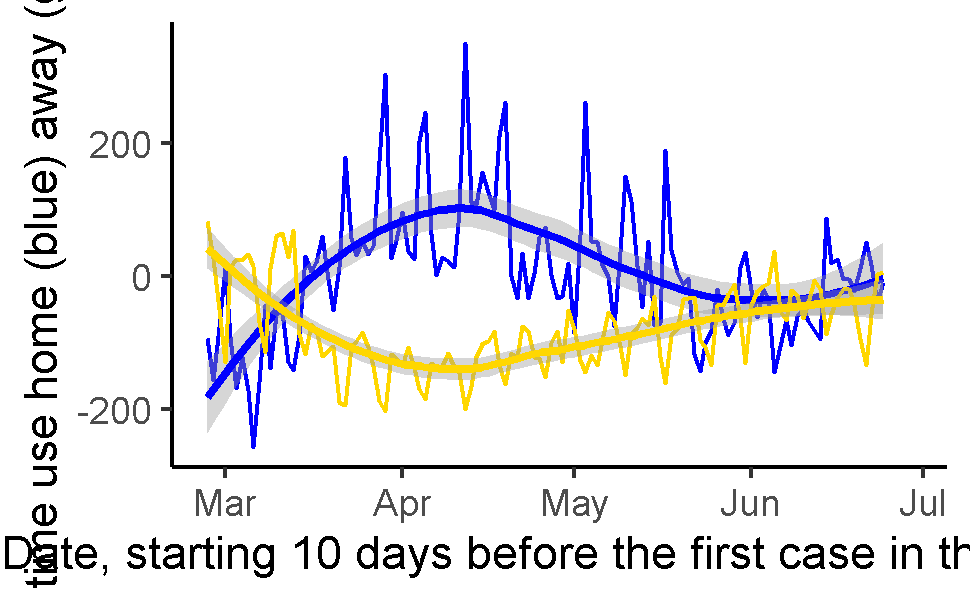 time use home (blue) away (
200
0
-200
Mar Apr May Jun Jul
Date, starting 10 days before the first case in th